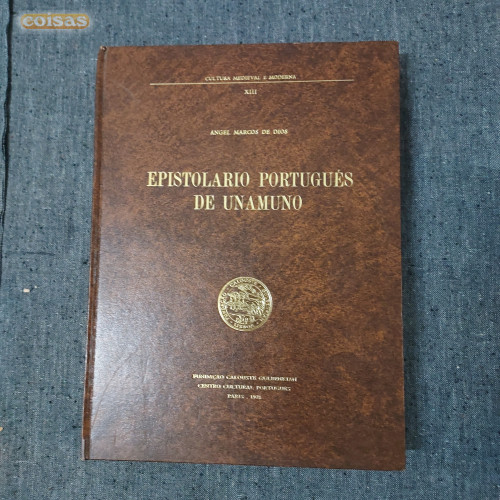 coisas
CULTURA MEDIEVAL E MODERNA
XIII
ANGEL MARCOS DE DIOS
EPISTOLARIO PORTUGUÉS
DE UNAMUNO
FUNDAÇÃO CALOUSTE GULBENKIAN
CENTRO CULTURAL PORTUGUÊS
PARIS